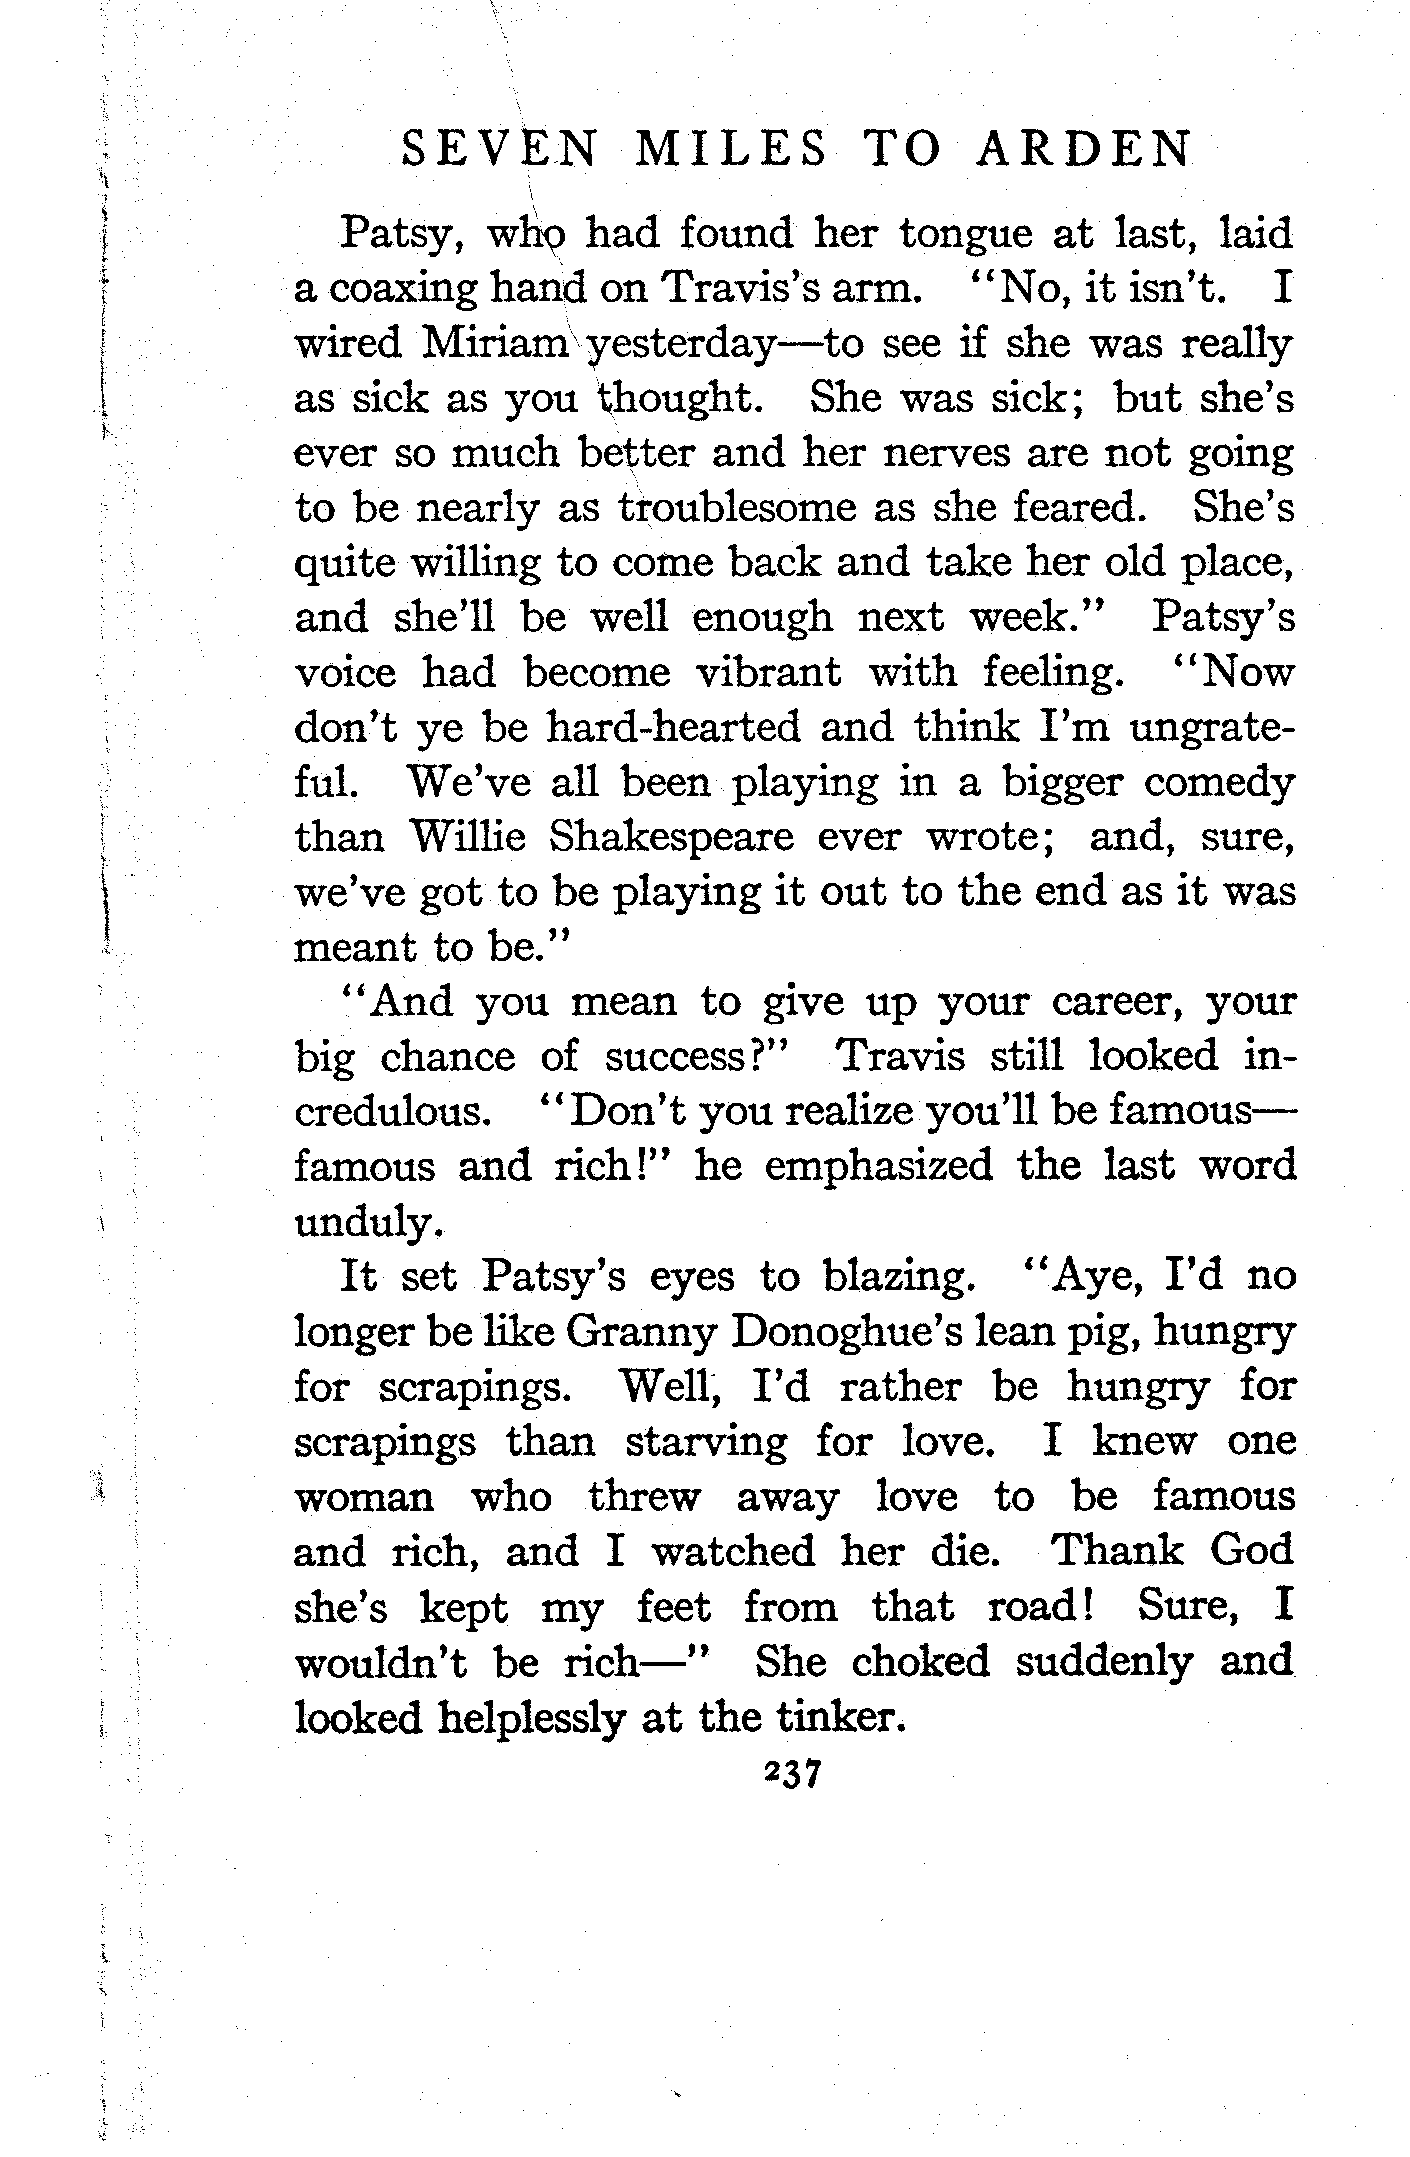 SEVEN MILES TO ARDEN
Patsy, who had found her tongue at last, laid
a coaxing hand on Travis's arm. "No, it isn't. I
wired Miriam yesterday—to see if she was really
as sick as you thought. She was sick; but she's
ever so much better and her nerves are not going
to be nearly as troublesome as she feared. She's
quite willing to come back and take her old place,
and she'll be well enough next week." Patsy's
voice had become vibrant with feeling. "Now
don't ye be hard-hearted and think I'm ungrate-
ful. We've all been playing in a bigger comedy
than Willie Shakespeare ever wrote; and, sure,
we've got to be playing it out to the end as it was
meant to be."
"And you mean to give up your career, your
big chance of success?" Travis still looked in-
credulous. "Don't you realize you'll be famous—
famous and rich!" he emphasized the last word
unduly.
It set Patsy's eyes to blazing. "Aye, I'd no
longer be like Granny Donoghue's lean pig, hungry
for scrapings. Well, I'd rather be hungry for
scrapings than starving for love. I knew one
woman who threw away love to be famous
and rich, and I watched her die. Thank God
she's kept my feet from that road! Sure, I
wouldn't be rich—" She choked suddenly and
looked helplessly at the tinker.
237